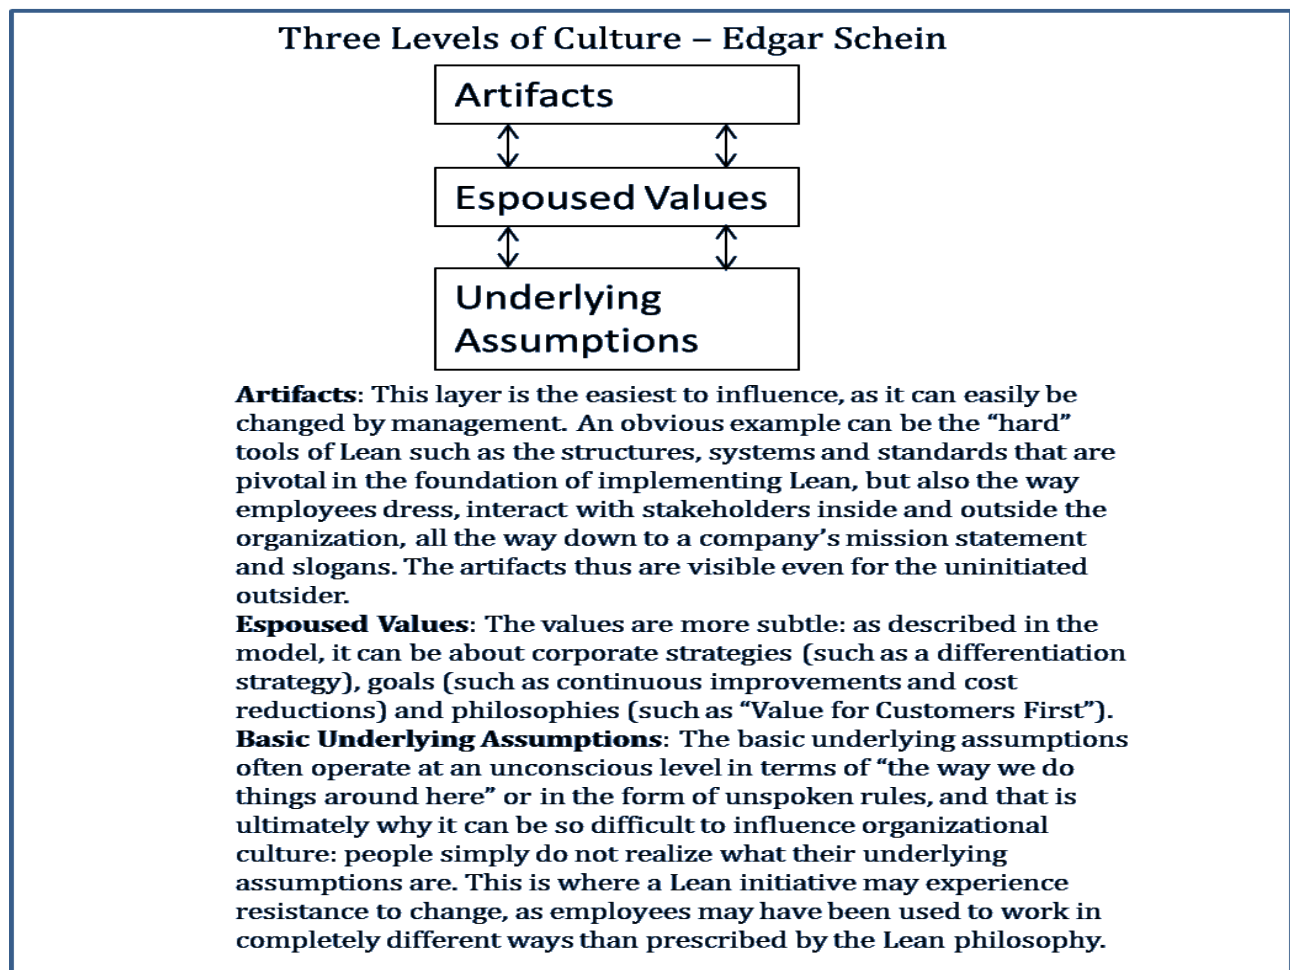 Three Levels of Culture – Edgar Schein
Artifacts
Espoused Values
Underlying
Assumptions
Artifacts: This layer is the easiest to influence, as it can easily be
changed by management. An obvious example can be the “hard”
tools of Lean such as the structures, systems and standards that are
pivotal in the foundation of implementing Lean, but also the way
employees dress, interact with stakeholders inside and outside the
organization, all the way down to a company’s mission statement
and slogans. The artifacts thus are visible even for the uninitiated
outsider.
Espoused Values: The values are more subtle: as described in the
model, it can be about corporate strategies (such as a differentiation
strategy), goals (such as continuous improvements and cost
reductions) and philosophies (such as “Value for Customers First”).
Basic Underlying Assumptions: The basic underlying assumptions
often operate at an unconscious level in terms of “the way we do
things around here” or in the form of unspoken rules, and that is
ultimately why it can be so difficult to influence organizational
culture: people simply do not realize what their underlying
assumptions are. This is where a Lean initiative may experience
resistance to change, as employees may have been used to work in
completely different ways than prescribed by the Lean philosophy.